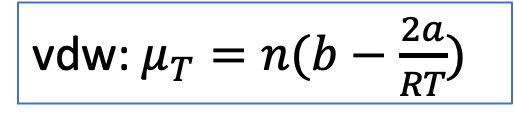 vdw: μ_T = n(b − 2a/RT)